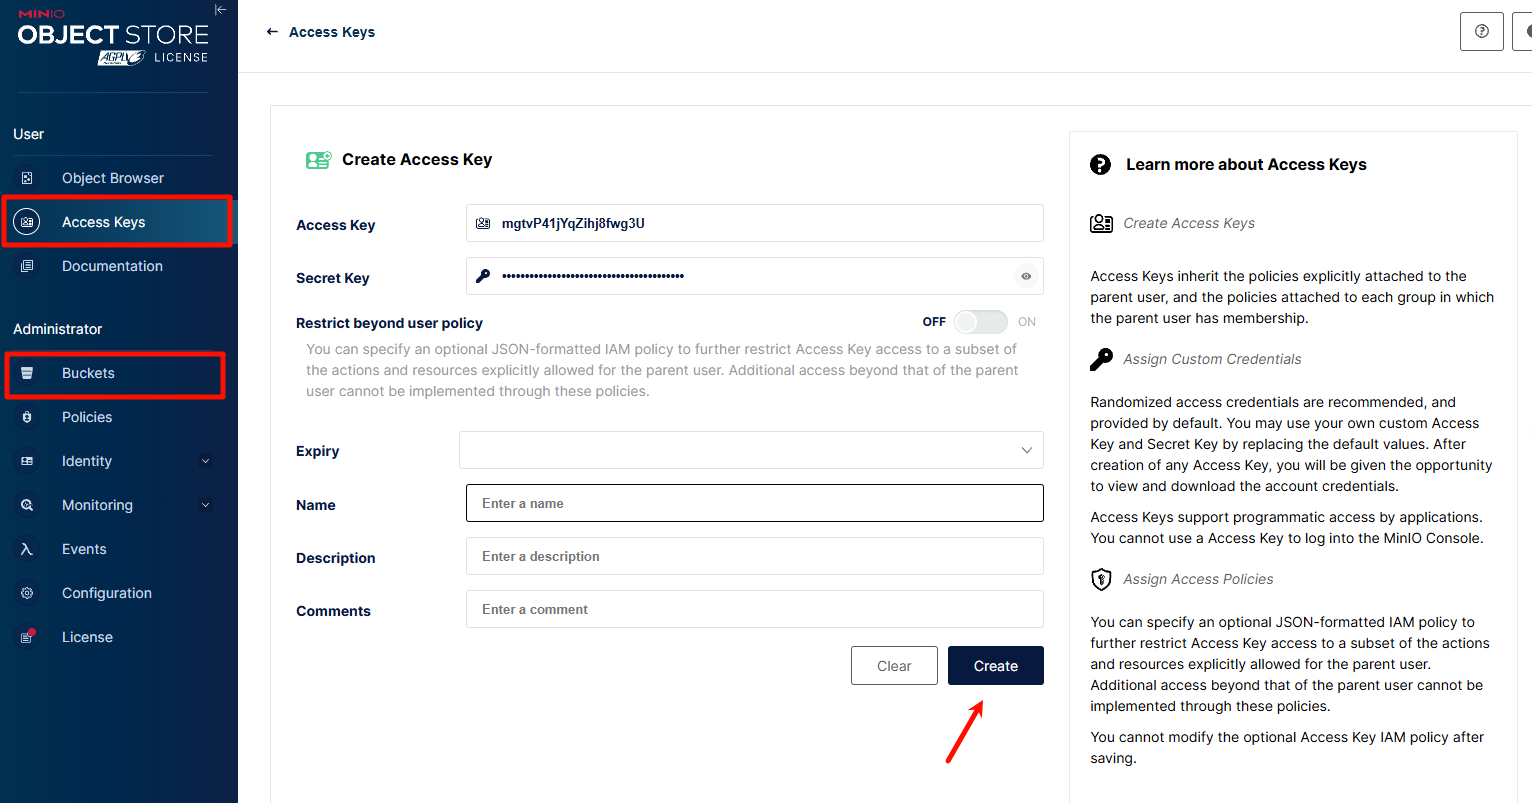 MINIO
OBJECT STORE
AGPLv3 LICENSE
User
Object Browser
Access Keys
Documentation
Administrator
Buckets
Policies
Identity
Monitoring
Events
Configuration
License
Access Keys
Create Access Key
Access Key
mgtvP41jYqZihj8fwg3U
Secret Key
••••••••••••••••••••••••••••••••••••••••
Restrict beyond user policy
OFF
ON
You can specify an optional JSON-formatted IAM policy to further restrict Access Key access to a subset of
the actions and resources explicitly allowed for the parent user. Additional access beyond that of the parent
user cannot be implemented through these policies.
Expiry
Name
Enter a name
Description
Enter a description
Comments
Enter a comment
Clear
Create
Learn more about Access Keys
Create Access Keys
Access Keys inherit the policies explicitly attached to the
parent user, and the policies attached to each group in which
the parent user has membership.
Assign Custom Credentials
Randomized access credentials are recommended, and
provided by default. You may use your own custom Access
Key and Secret Key by replacing the default values. After
creation of any Access Key, you will be given the opportunity
to view and download the account credentials.
Access Keys support programmatic access by applications.
You cannot use a Access Key to log into the MinIO Console.
Assign Access Policies
You can specify an optional JSON-formatted IAM policy to
further restrict Access Key access to a subset of the actions
and resources explicitly allowed for the parent user.
Additional access beyond that of the parent user cannot be
implemented through these policies.
You cannot modify the optional Access Key IAM policy after
saving.